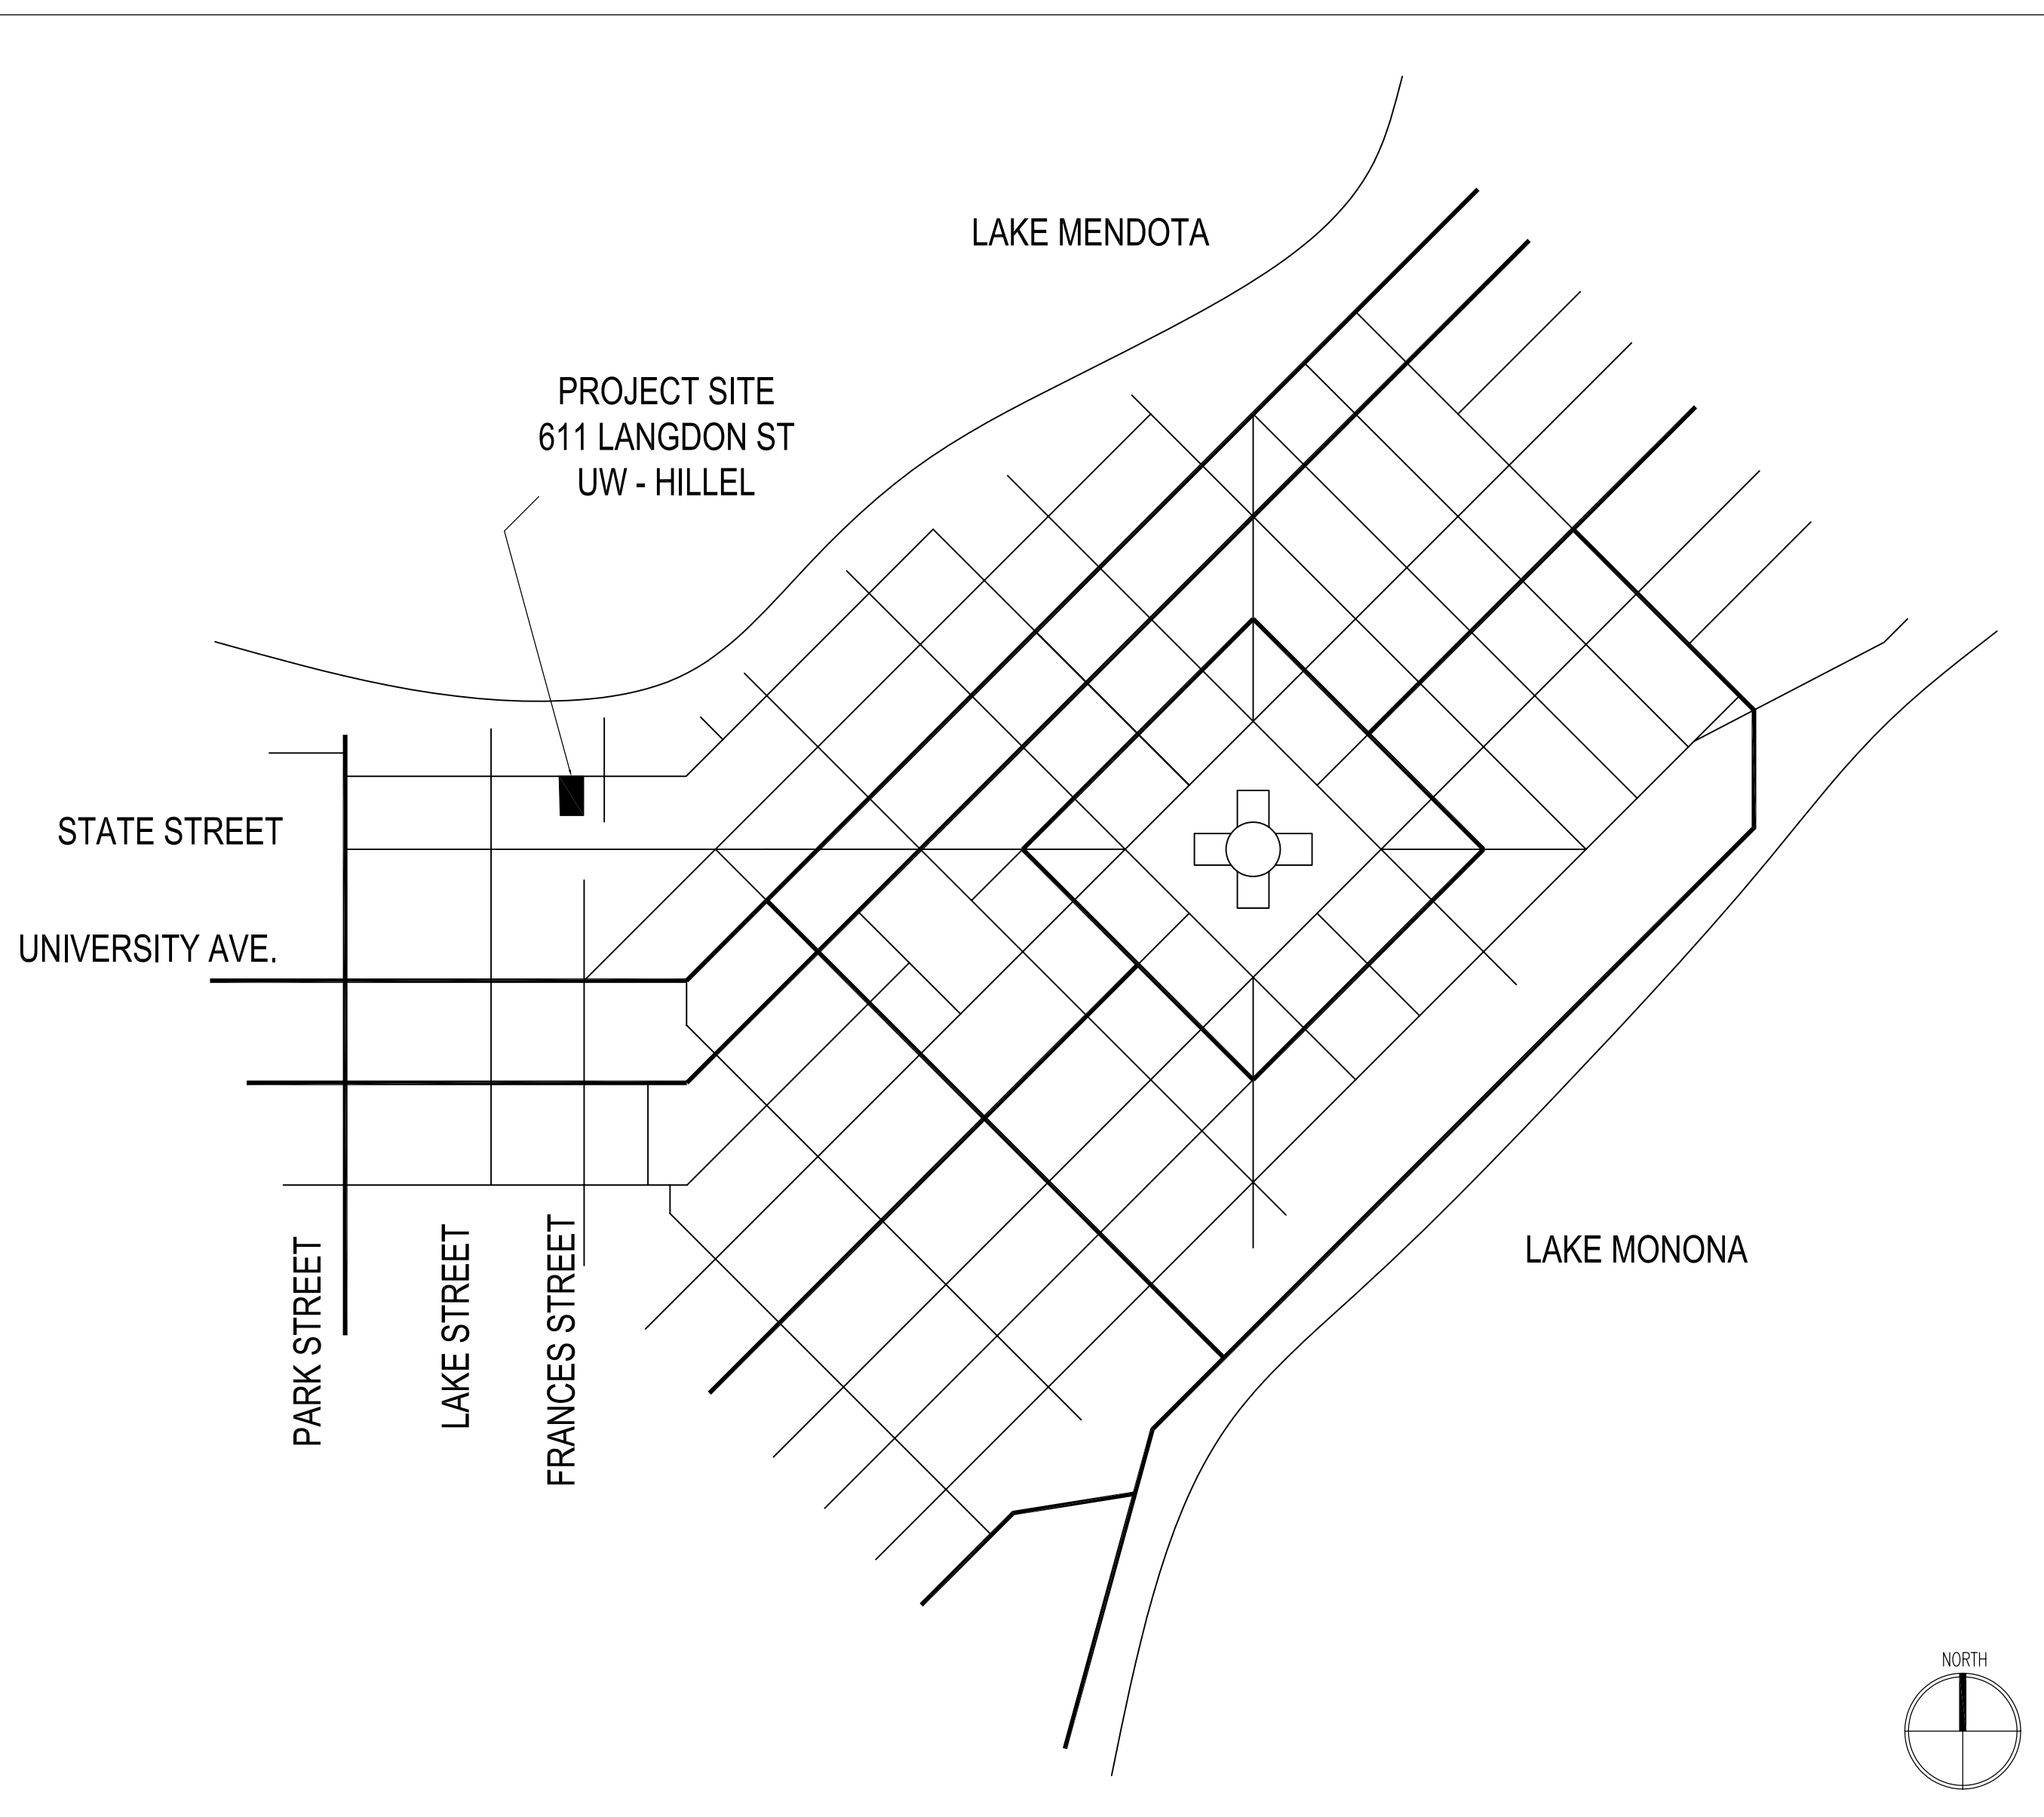 LAKE MENDOTA
PROJECT SITE
611 LANGDON ST
UW - HILLEL
STATE STREET
UNIVERSITY AVE.
PARK STREET
LAKE STREET
FRANCES STREET
LAKE MONONA
NORTH